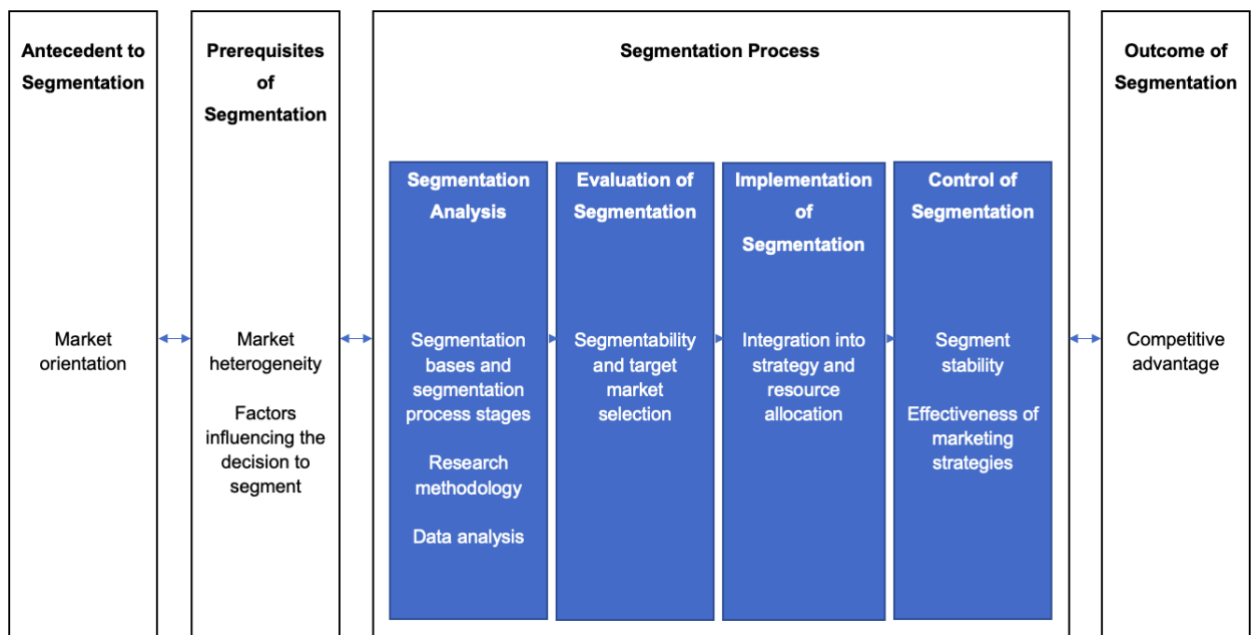 Antecedent to
Segmentation
Market
orientation
Prerequisites
of
Segmentation
Market
heterogeneity
Factors
influencing the
decision to
segment
Segmentation Process
Segmentation
Analysis
Segmentation
bases and
segmentation
process stages
Research
methodology
Data analysis
Evaluation of
Segmentation
Segmentability
and target
market
selection
Implementation
of
Segmentation
Integration into
strategy and
resource
allocation
Control of
Segmentation
Segment
stability
Effectiveness of
marketing
strategies
Outcome of
Segmentation
Competitive
advantage